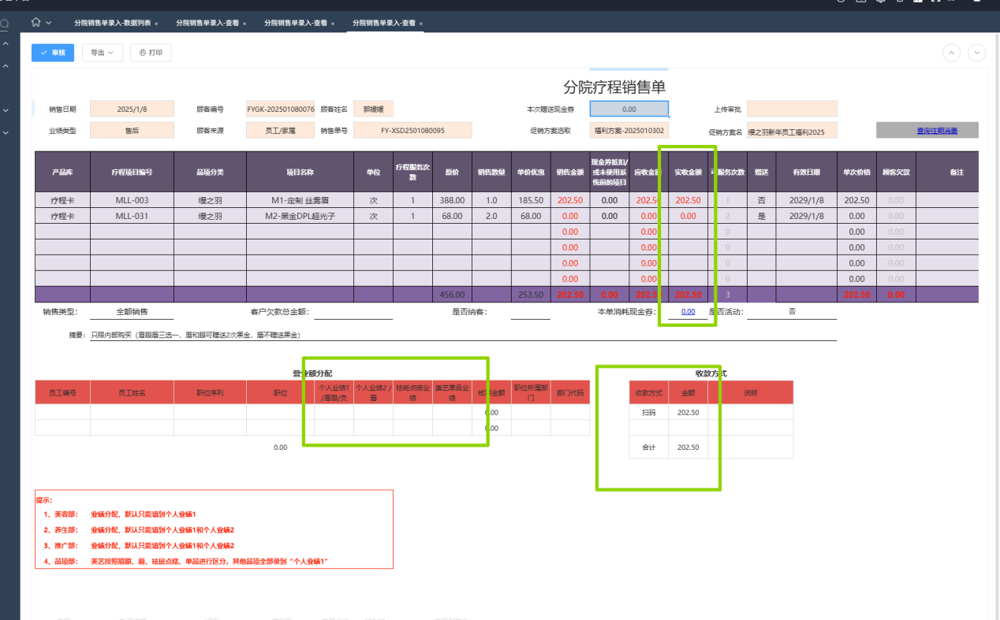 分院销售单录入-数据列表 × 分院销售单录入-查看 × 分院销售单录入-查看 × 分院销售单录入-查看 ×
审核 导出 打印
分院疗程销售单
销售日期 2025/1/8 顾客编号 FYGK-202501080076 顾客姓名 郭媛媛 本次赠送现金券 0.00 上传审批
业绩类型 售后 顾客来源 员工/家属 销售单号 FY-XSD2501080095 促销方案选取 福利方案-2025010302 促销方案名 缦之羽新年员工福利2025 查询往期消费
产品库 疗程项目编号 品项分类 项目名称 单位 疗程服务次数 原价 销售数量 单价优惠 销售金额 现金券抵扣/或未使用系统前的项目 应收金额 实收金额 可服务次数 赠送 有效日期 单次价格 顾客欠款 备注
疗程卡 MLL-003 缦之羽 M1-定制 丝雾眉 次 1 388.00 1.0 185.50 202.50 0.00 202.50 202.50 1 否 2029/1/8 202.50 0.00
疗程卡 MLL-031 缦之羽 M2-黑金DPL超光子 次 1 68.00 2.0 68.00 0.00 0.00 0.00 0.00 2 是 2029/1/8 0.00 0.00
0.00 0.00 0 0.00 0.00
0.00 0.00 0 0.00 0.00
0.00 0.00 0 0.00 0.00
0.00 0.00 0 0.00 0.00
456.00 253.50 202.50 0.00 202.50 202.50 3 202.50 0.00
销售类型: 全额销售 客户欠款总金额: 是否纳客: 本单消耗现金券: 0.00 是否活动: 否
摘要: 只限内部购买（眉眼唇三选一，眉和眼可赠送2次黑金，唇不赠送黑金）
营业额分配 收款方式
员工编号 员工姓名 职位序列 职位 个人业绩1/眉眼/类 个人业绩2/唇 祛斑点痣业绩 美艺单品业绩 核算金额 职位所属部门 部门代码 收款方式 金额 说明
0.00 扫码 202.50
0.00
0.00 合计 202.50
提示:
1、美容部: 业绩分配，默认只能填到个人业绩1
2、养生部: 业绩分配，默认只能填到个人业绩1和个人业绩2
3、推广部: 业绩分配，默认只能填到个人业绩1和个人业绩2
4、品项部: 美艺按照眉眼、唇、祛斑点痣、单品进行区分。其他品项全部录到“个人业绩1”